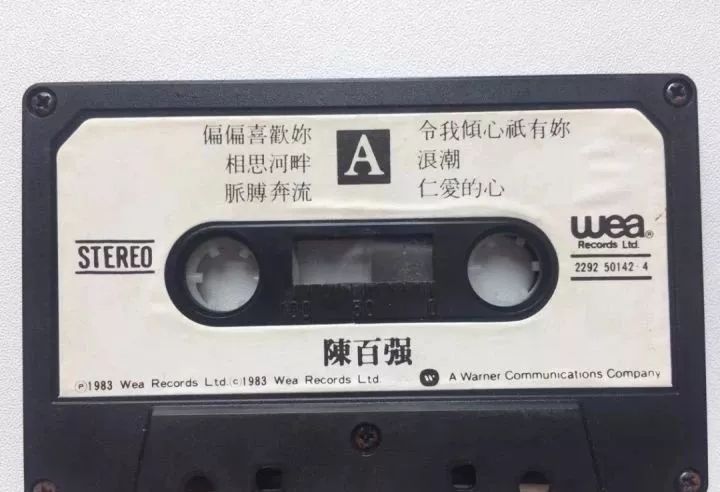 偏偏喜歡妳
相思河畔
脈膊奔流
A
令我傾心祇有妳
浪潮
仁愛的心
STEREO
wea®
Records Ltd.
2292 50142-4
100 50 0
陳百强
℗1983 Wea Records Ltd.©1983 Wea Records Ltd.
A Warner Communications Company